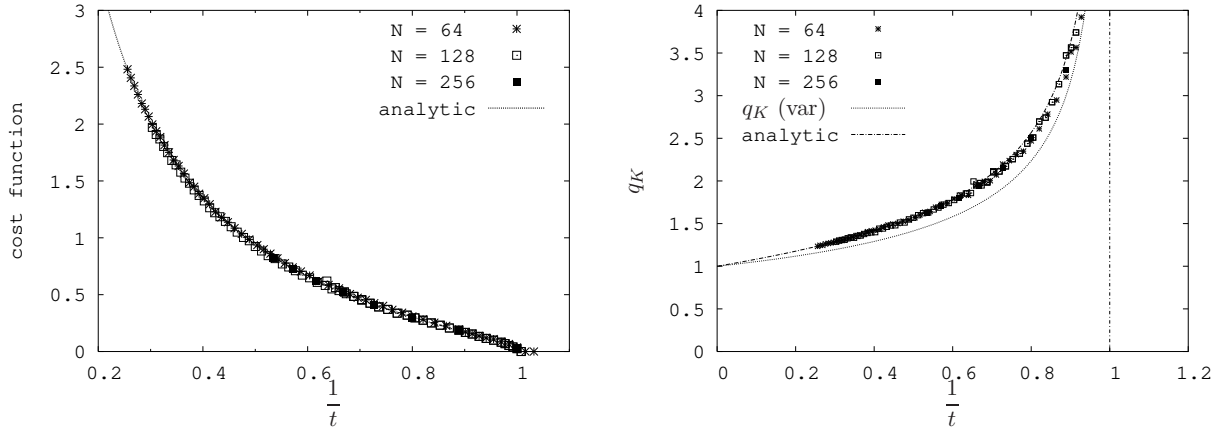 3
2.5
2
1.5
1
0.5
0
cost function
N = 64
N = 128
N = 256
analytic
0.2 0.4 0.6 0.8 1
1/t
4
3.5
3
2.5
2
1.5
1
0.5
0
q_K
N = 64
N = 128
N = 256
q_K (var)
analytic
0 0.2 0.4 0.6 0.8 1 1.2
1/t